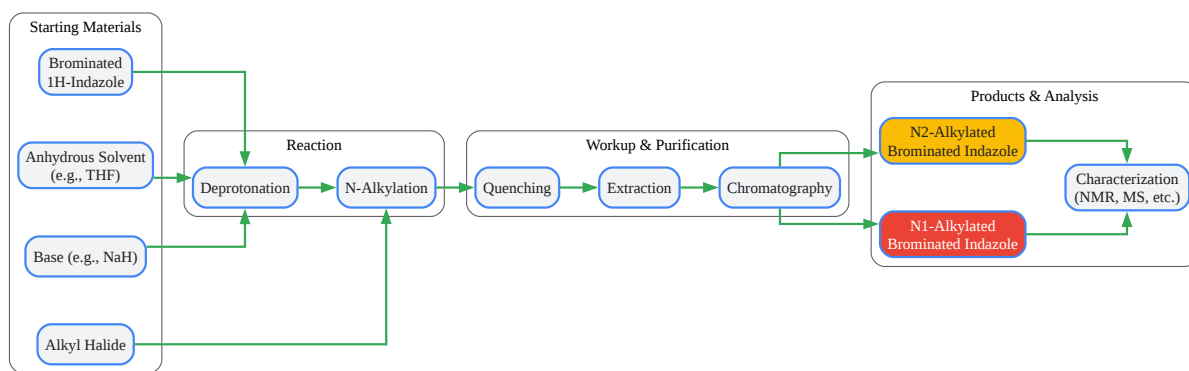 Starting Materials
Brominated
1H-Indazole
Anhydrous Solvent
(e.g., THF)
Base (e.g., NaH)
Alkyl Halide
Reaction
Deprotonation
N-Alkylation
Workup & Purification
Quenching
Extraction
Chromatography
Products & Analysis
N2-Alkylated
Brominated Indazole
N1-Alkylated
Brominated Indazole
Characterization
(NMR, MS, etc.)